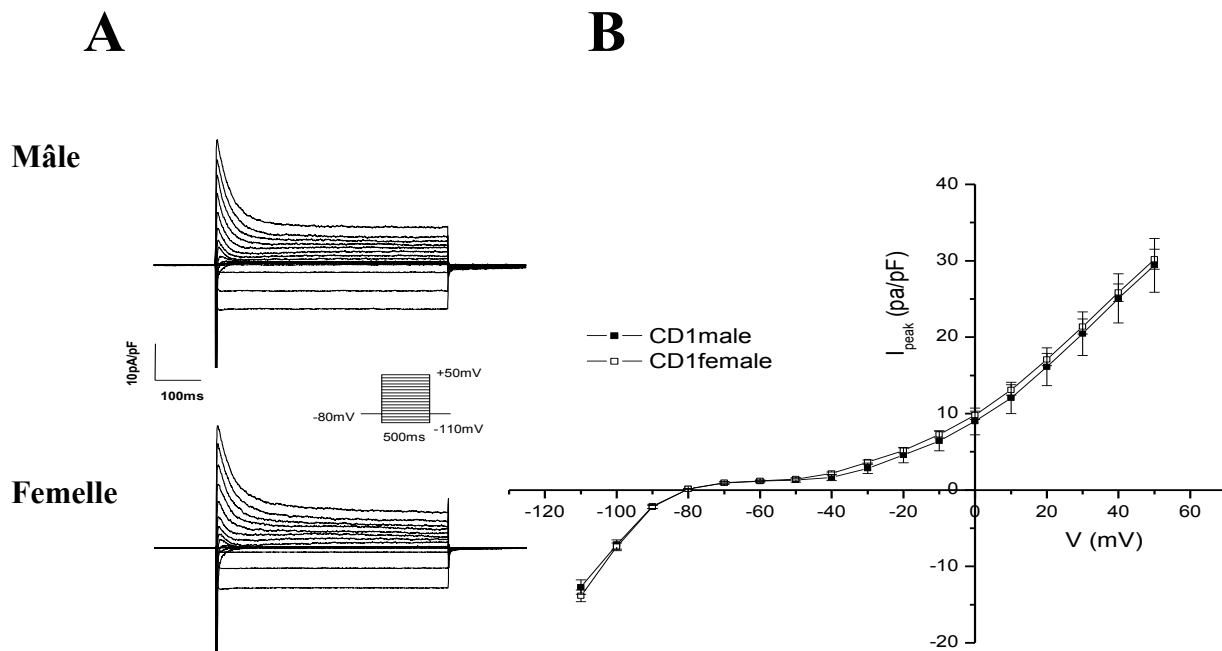 A
B
Mâle
10pA/pF
100ms
+50mV
-80mV
-110mV
500ms
Femelle
CD1male
CD1female
I peak (pa/pF)
40
30
20
10
0
-10
-20
-120 -100 -80 -60 -40 -20 0 20 40 60
V (mV)